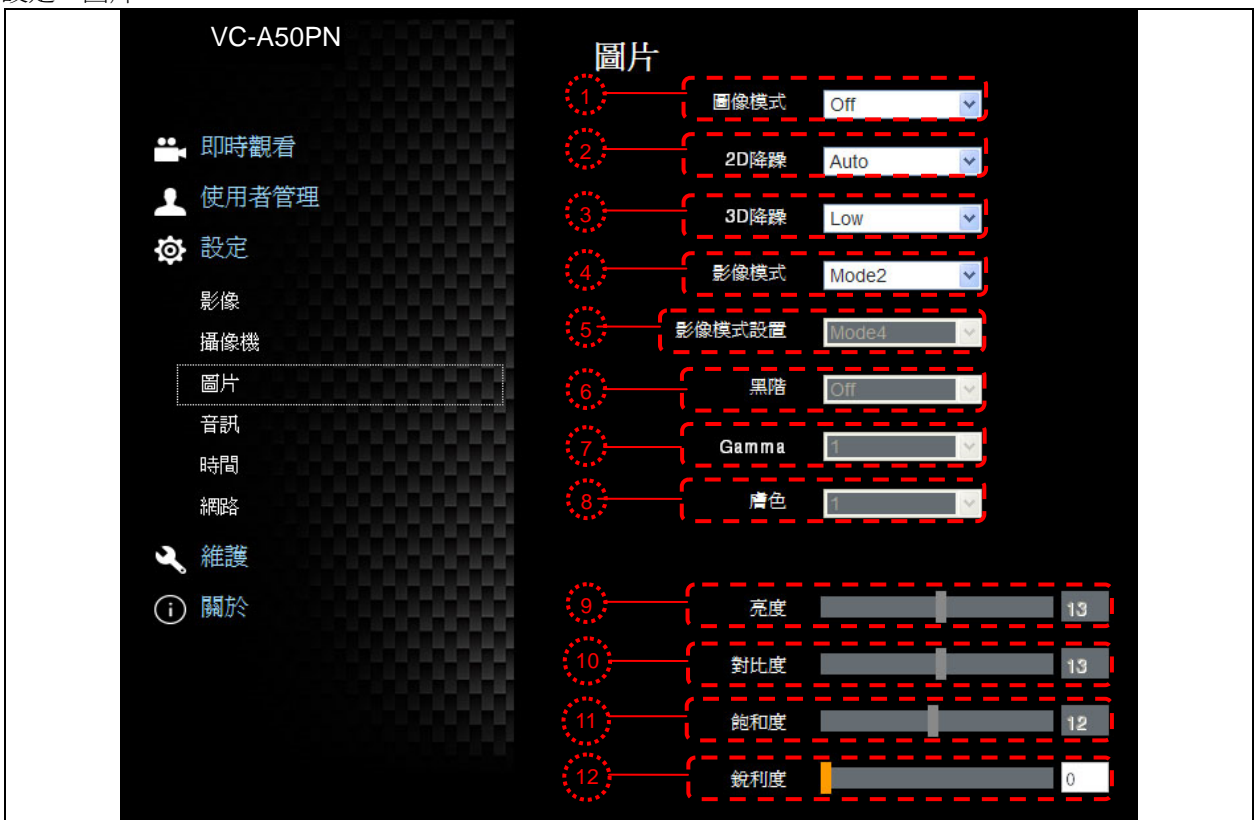 VC-A50PN
即時觀看
使用者管理
設定
影像
攝像機
圖片
音訊
時間
網路
維護
關於
圖片
1 圖像模式 Off
2 2D降躁 Auto
3 3D降躁 Low
4 影像模式 Mode2
5 影像模式設置 Mode4
6 黑階 Off
7 Gamma 1
8 膚色 1
9 亮度 13
10 對比度 13
11 飽和度 12
12 銳利度 0